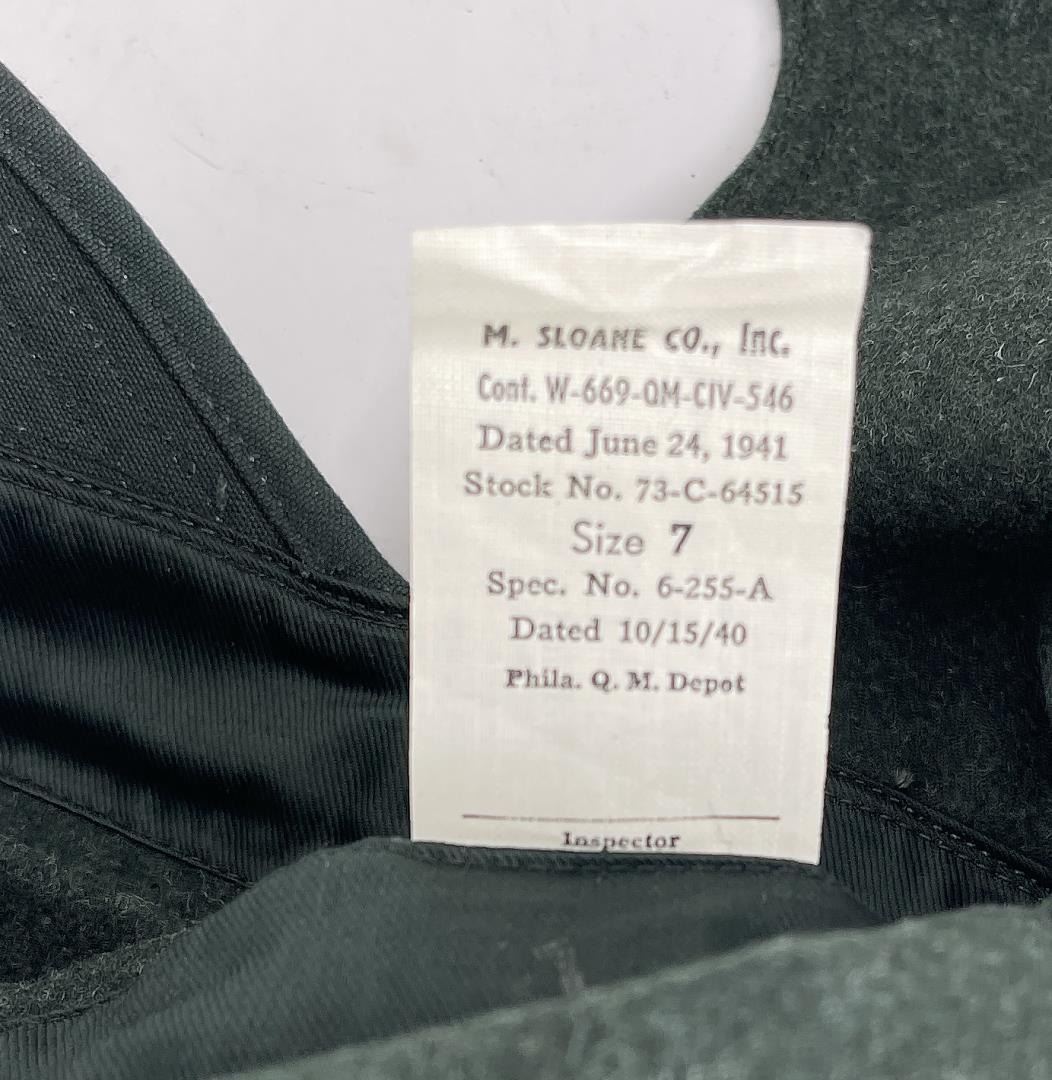 M. SLOANE CO., Inc.
Cont. W-669-QM-CIV-546
Dated June 24, 1941
Stock No. 73-C-64515
Size 7
Spec. No. 6-255-A
Dated 10/15/40
Phila. Q. M. Depot
Inspector